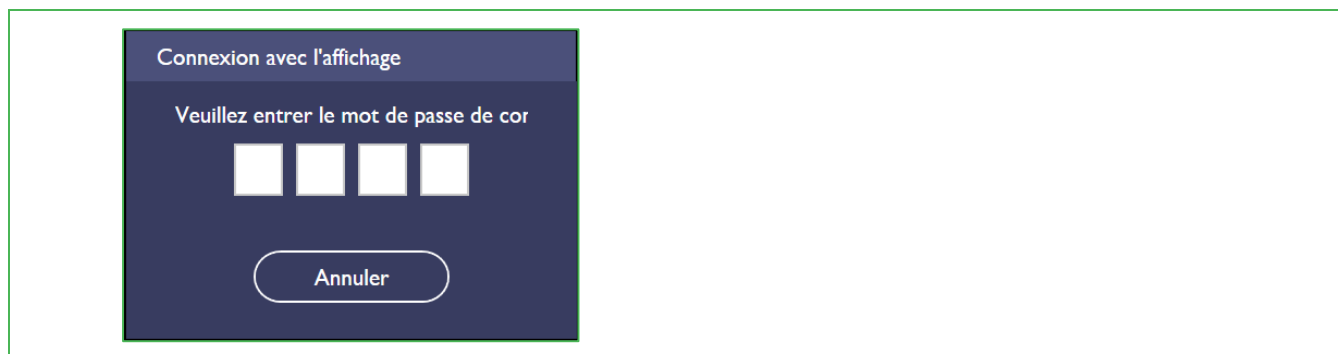 Connexion avec l'affichage
Veuillez entrer le mot de passe de cor
Annuler